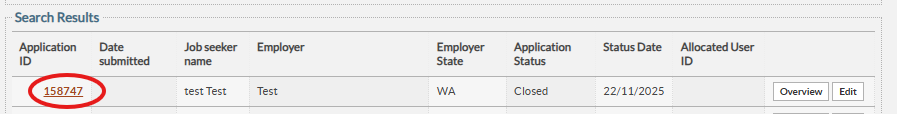 Search Results
Application ID Date submitted Job seeker name Employer Employer State Application Status Status Date Allocated User ID
158747 test Test Test WA Closed 22/11/2025 Overview Edit